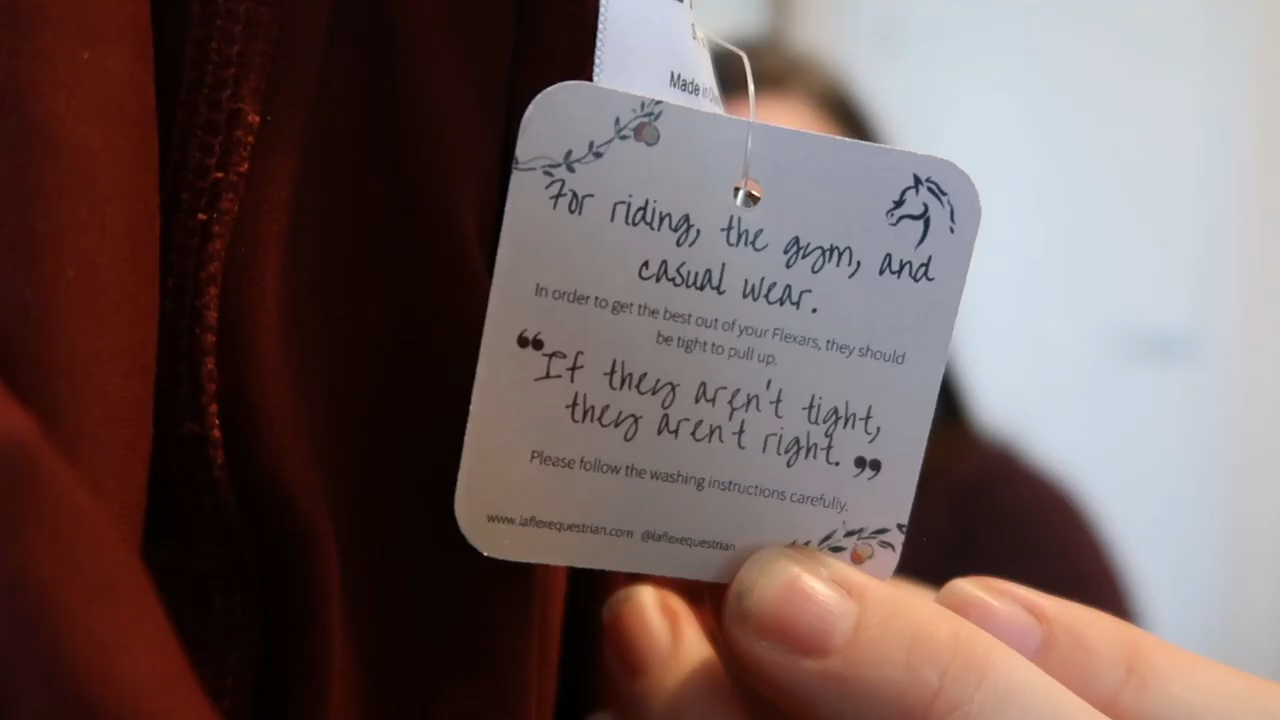 Made in
For riding, the gym, and
casual wear.
In order to get the best out of your Flexars, they should
be tight to pull up.
“If they aren't tight,
they aren't right.”
Please follow the washing instructions carefully.
www.laflexequestrian.com @laflexequestrian